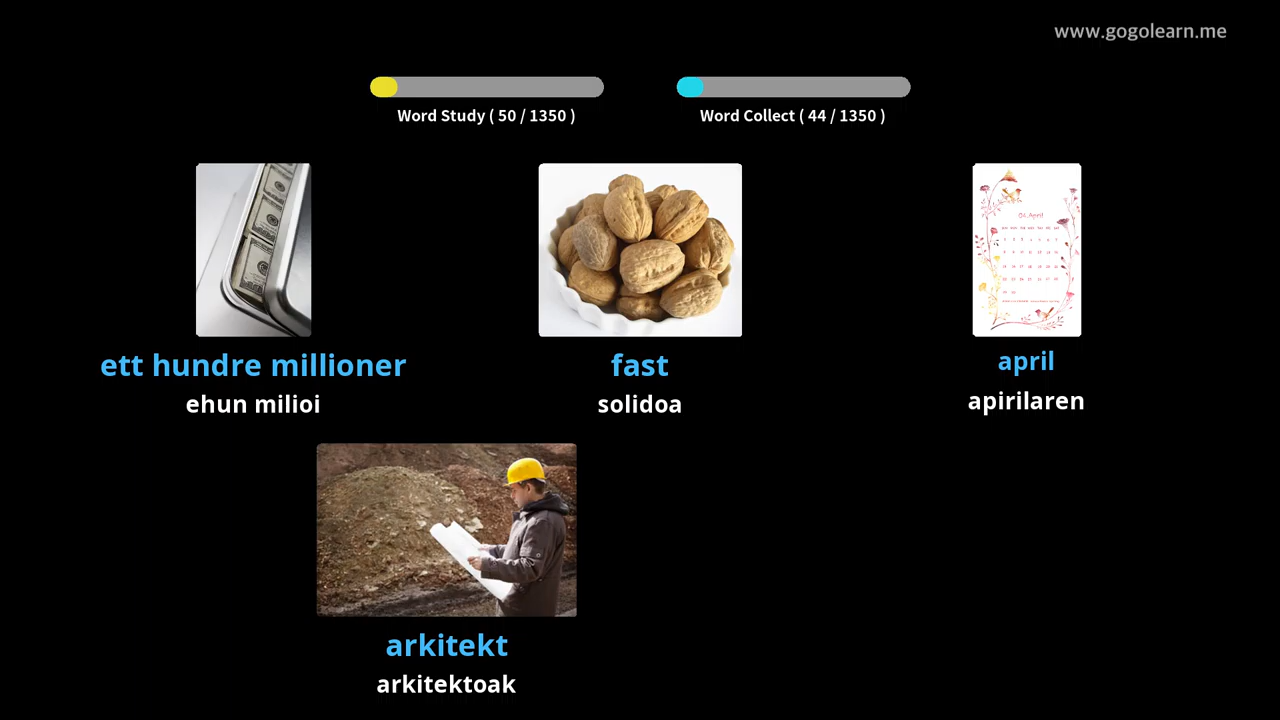 www.gogolearn.me
Word Study ( 50 / 1350 )
Word Collect ( 44 / 1350 )
ett hundre millioner
ehun milioi
fast
solidoa
april
apirilaren
arkitekt
arkitektoak